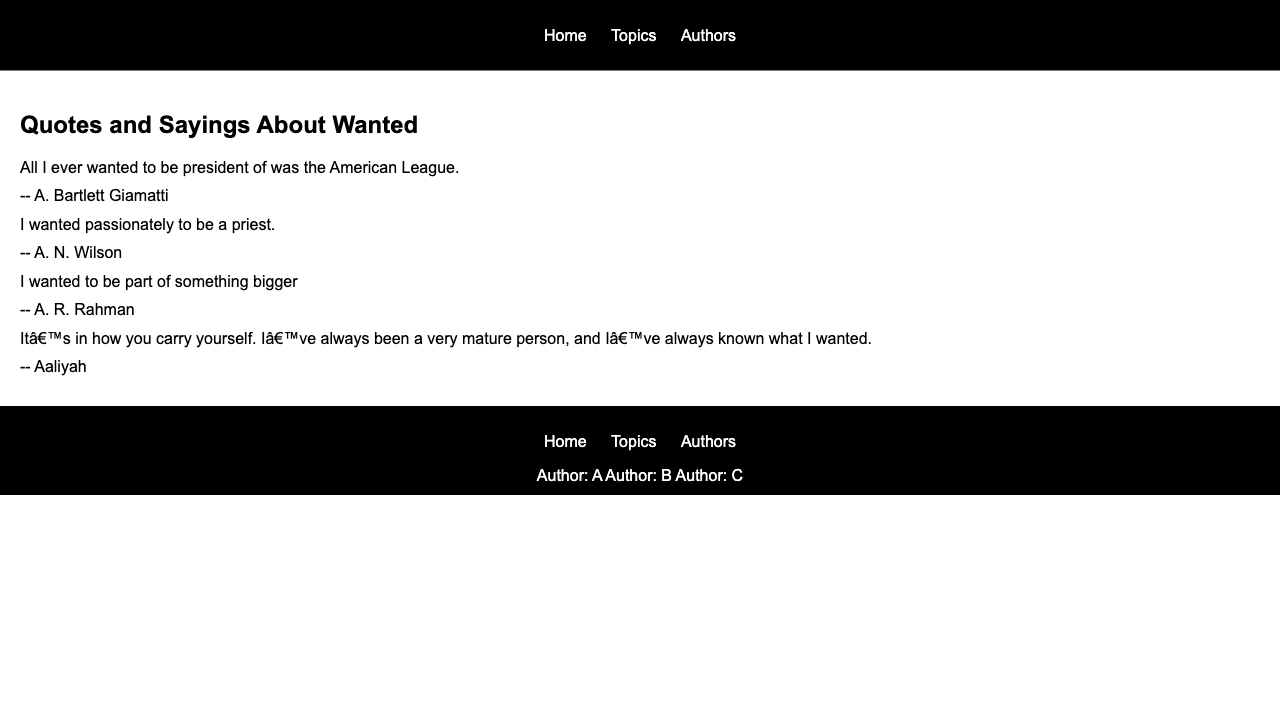 Home Topics Authors
Quotes and Sayings About Wanted
All I ever wanted to be president of was the American League.
-- A. Bartlett Giamatti
I wanted passionately to be a priest.
-- A. N. Wilson
I wanted to be part of something bigger
-- A. R. Rahman
Itâ€™s in how you carry yourself. Iâ€™ve always been a very mature person, and Iâ€™ve always known what I wanted.
-- Aaliyah
Home Topics Authors
Author: A Author: B Author: C